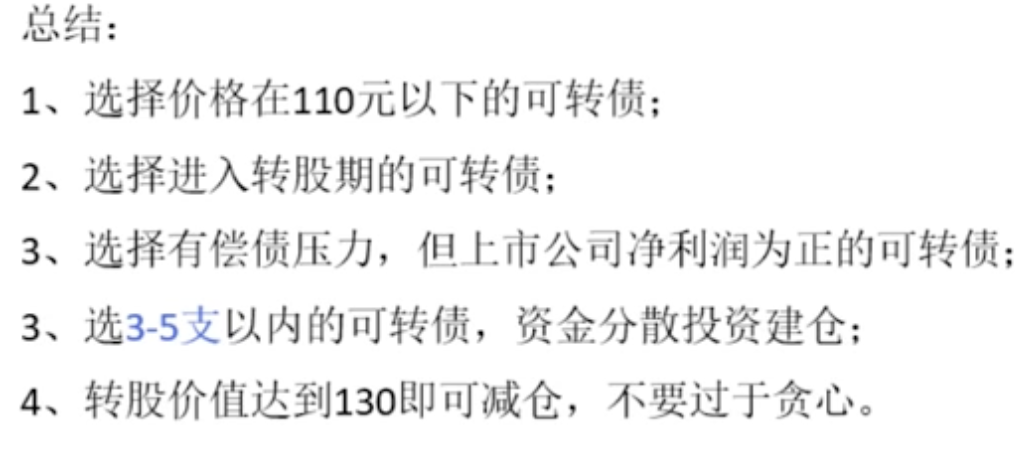 总结：
1、选择价格在110元以下的可转债；
2、选择进入转股期的可转债；
3、选择有偿债压力，但上市公司净利润为正的可转债；
3、选3-5支以内的可转债，资金分散投资建仓；
4、转股价值达到130即可减仓，不要过于贪心。